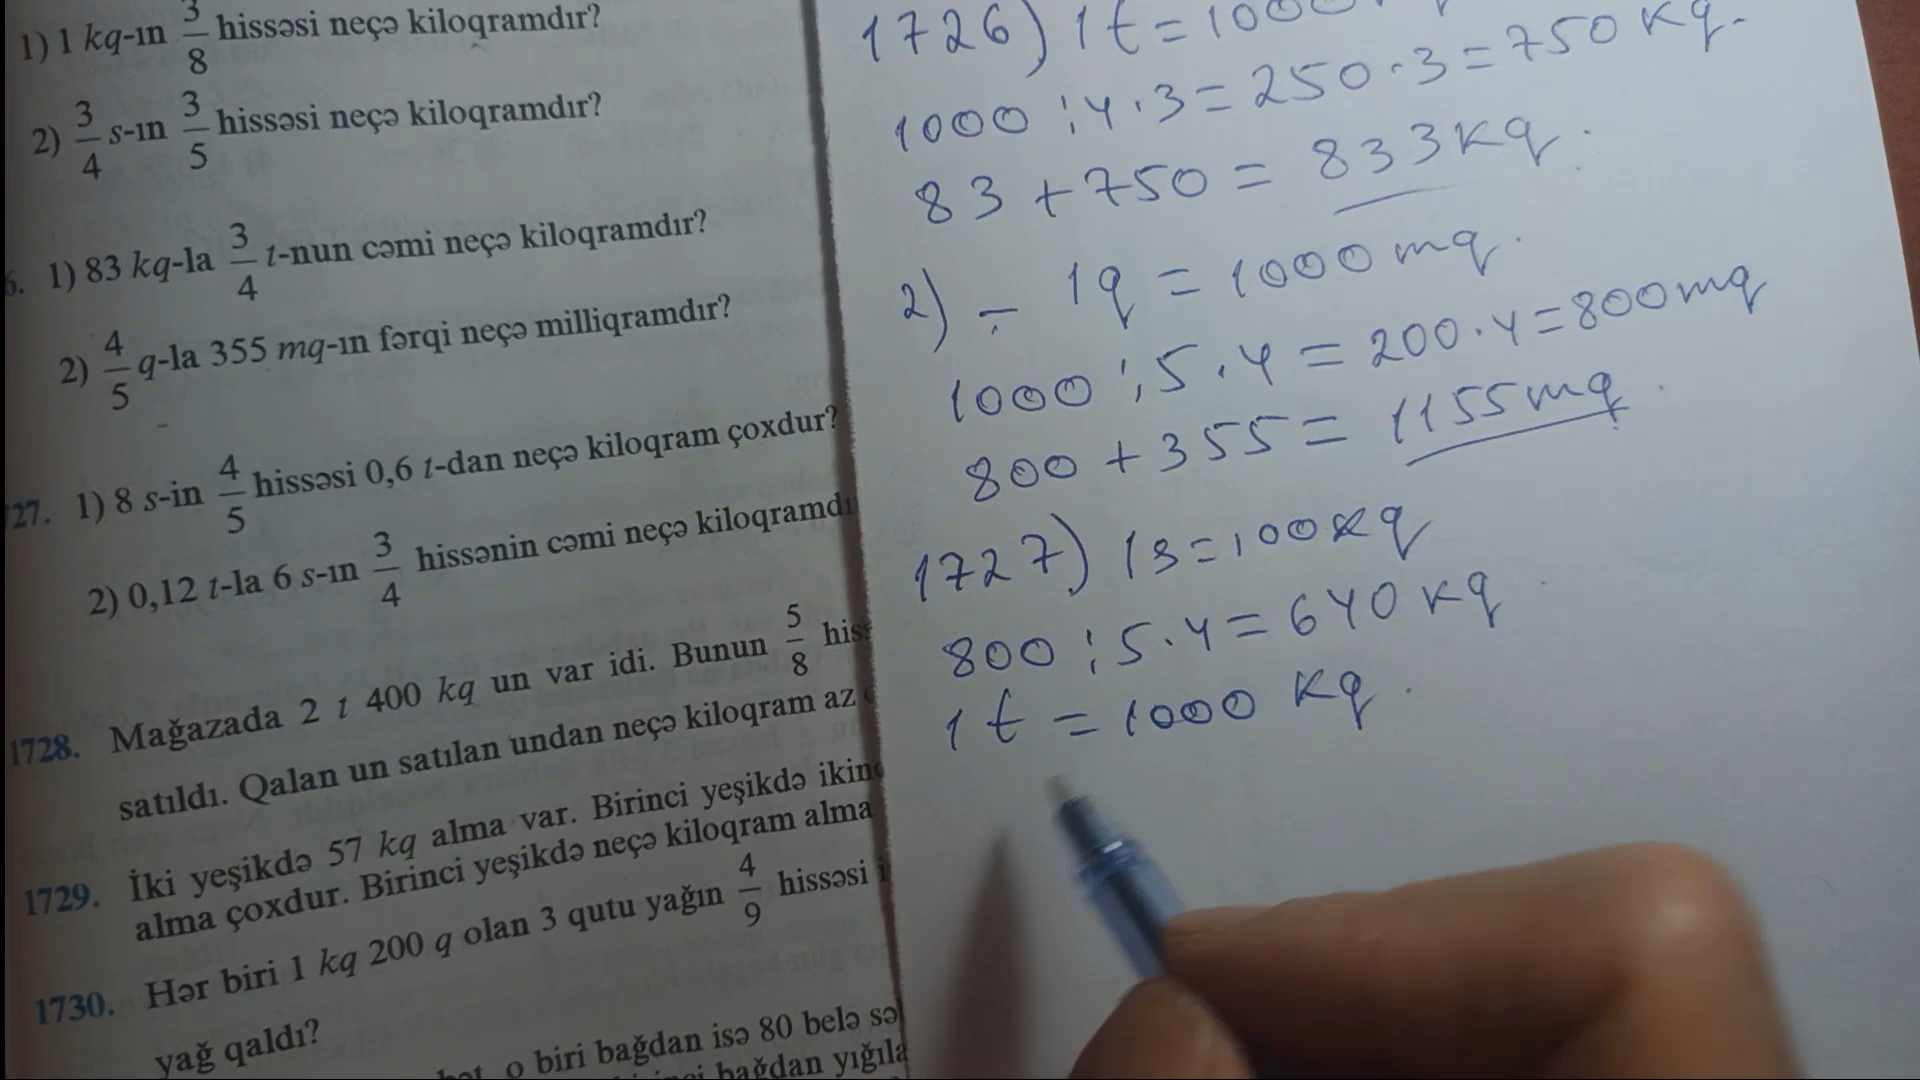 1) 1 kq-ın 3/8 hissəsi neçə kiloqramdır?
2) 3/4 s-ın 3/5 hissəsi neçə kiloqramdır?
6. 1) 83 kq-la 3/4 t-nun cəmi neçə kiloqramdır?
2) 4/5 q-la 355 mq-ın fərqi neçə milliqramdır?
27. 1) 8 s-in 4/5 hissəsi 0,6 t-dan neçə kiloqram çoxdur?
2) 0,12 t-la 6 s-ın 3/4 hissənin cəmi neçə kiloqramdı
1728. Mağazada 2 t 400 kq un var idi. Bunun 5/8 his
satıldı. Qalan un satılan undan neçə kiloqram az
1729. İki yeşikdə 57 kq alma var. Birinci yeşikdə ikin
alma çoxdur. Birinci yeşikdə neçə kiloqram alma
1730. Hər biri 1 kq 200 q olan 3 qutu yağın 4/9 hissəsi i
yağ qaldı?
o biri bağdan isə 80 belə sə
bağdan yığıla
1726) 1 t = 100
1000 : 4 · 3 = 250 · 3 = 750 kq.
83 + 750 = 833 kq.
2) - 1 q = 1000 mq.
1000 : 5 · 4 = 200 · 4 = 800 mq
800 + 355 = 1155 mq.
1727) 1 s = 100 kq
800 : 5 · 4 = 640 kq.
1 t = 1000 kq.